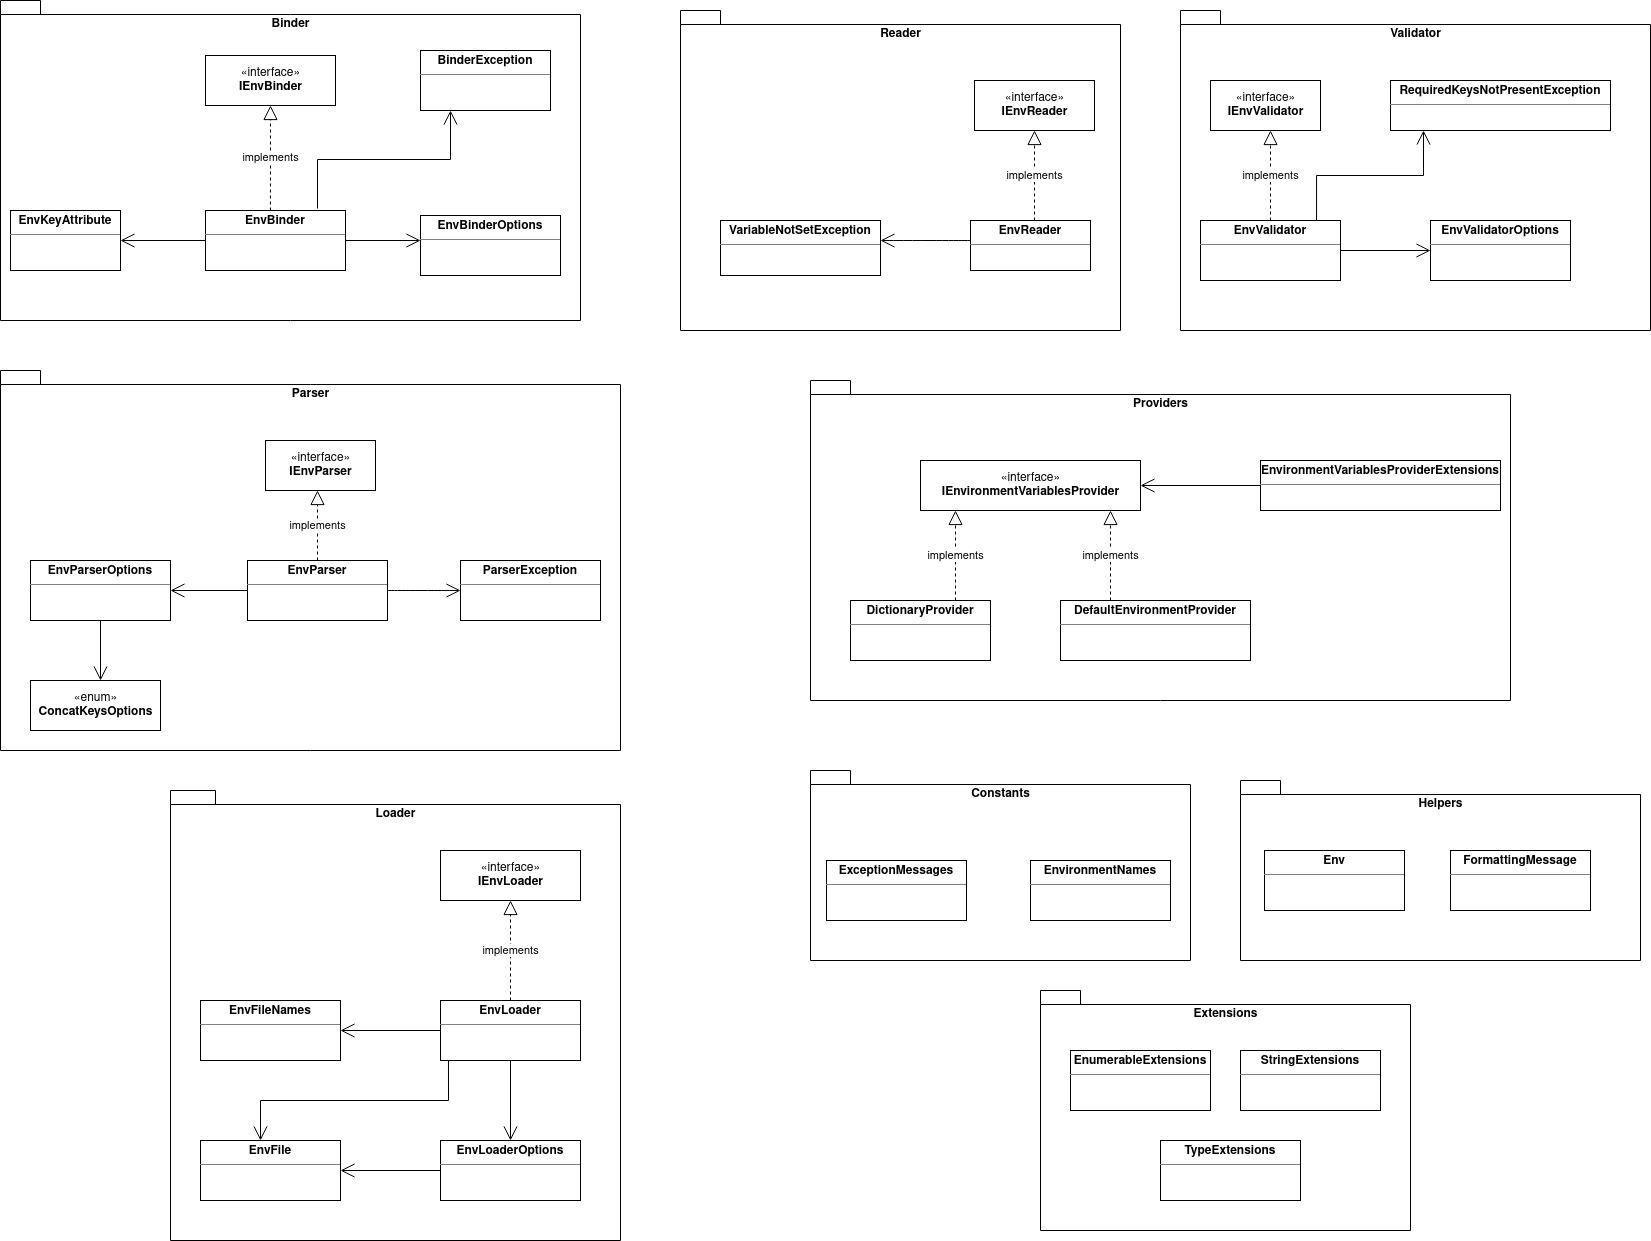 Binder
«interface»
IEnvBinder
BinderException
implements
EnvKeyAttribute
EnvBinder
EnvBinderOptions
Reader
«interface»
IEnvReader
implements
VariableNotSetException
EnvReader
Validator
«interface»
IEnvValidator
RequiredKeysNotPresentException
implements
EnvValidator
EnvValidatorOptions
Parser
«interface»
IEnvParser
implements
EnvParserOptions
EnvParser
ParserException
«enum»
ConcatKeysOptions
Providers
«interface»
IEnvironmentVariablesProvider
EnvironmentVariablesProviderExtensions
implements
implements
DictionaryProvider
DefaultEnvironmentProvider
Loader
«interface»
IEnvLoader
implements
EnvFileNames
EnvLoader
EnvFile
EnvLoaderOptions
Constants
ExceptionMessages
EnvironmentNames
Helpers
Env
FormattingMessage
Extensions
EnumerableExtensions
StringExtensions
TypeExtensions